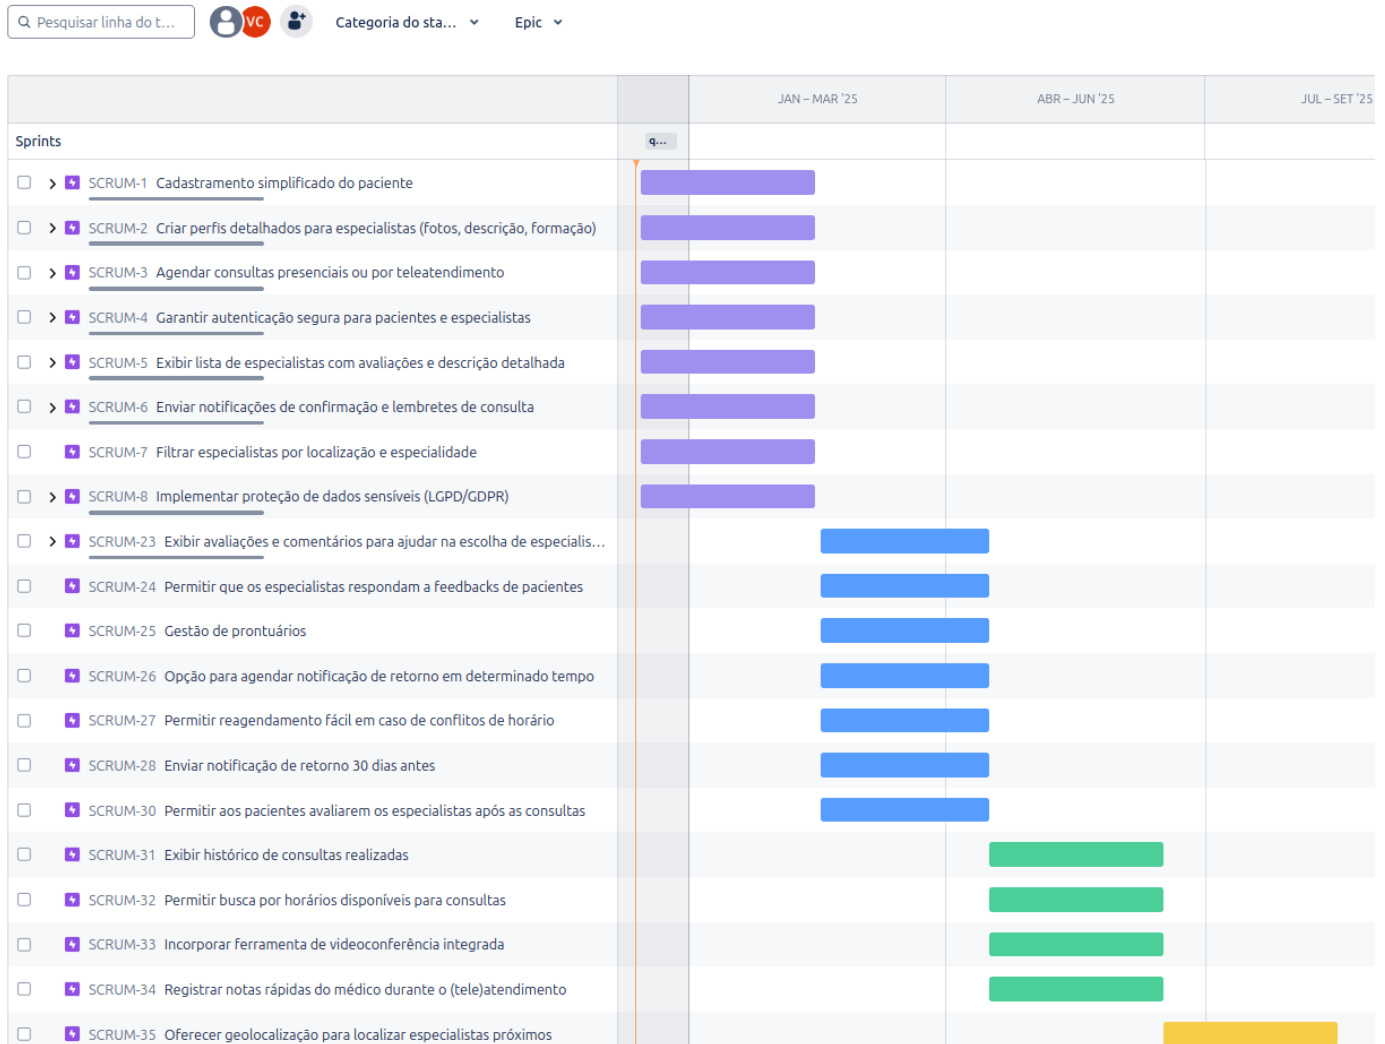 Pesquisar linha do t...
VC
Categoria do sta...
Epic
JAN – MAR '25
ABR – JUN '25
JUL – SET '25
Sprints
q...
SCRUM-1 Cadastramento simplificado do paciente
SCRUM-2 Criar perfis detalhados para especialistas (fotos, descrição, formação)
SCRUM-3 Agendar consultas presenciais ou por teleatendimento
SCRUM-4 Garantir autenticação segura para pacientes e especialistas
SCRUM-5 Exibir lista de especialistas com avaliações e descrição detalhada
SCRUM-6 Enviar notificações de confirmação e lembretes de consulta
SCRUM-7 Filtrar especialistas por localização e especialidade
SCRUM-8 Implementar proteção de dados sensíveis (LGPD/GDPR)
SCRUM-23 Exibir avaliações e comentários para ajudar na escolha de especialis...
SCRUM-24 Permitir que os especialistas respondam a feedbacks de pacientes
SCRUM-25 Gestão de prontuários
SCRUM-26 Opção para agendar notificação de retorno em determinado tempo
SCRUM-27 Permitir reagendamento fácil em caso de conflitos de horário
SCRUM-28 Enviar notificação de retorno 30 dias antes
SCRUM-30 Permitir aos pacientes avaliarem os especialistas após as consultas
SCRUM-31 Exibir histórico de consultas realizadas
SCRUM-32 Permitir busca por horários disponíveis para consultas
SCRUM-33 Incorporar ferramenta de videoconferência integrada
SCRUM-34 Registrar notas rápidas do médico durante o (tele)atendimento
SCRUM-35 Oferecer geolocalização para localizar especialistas próximos